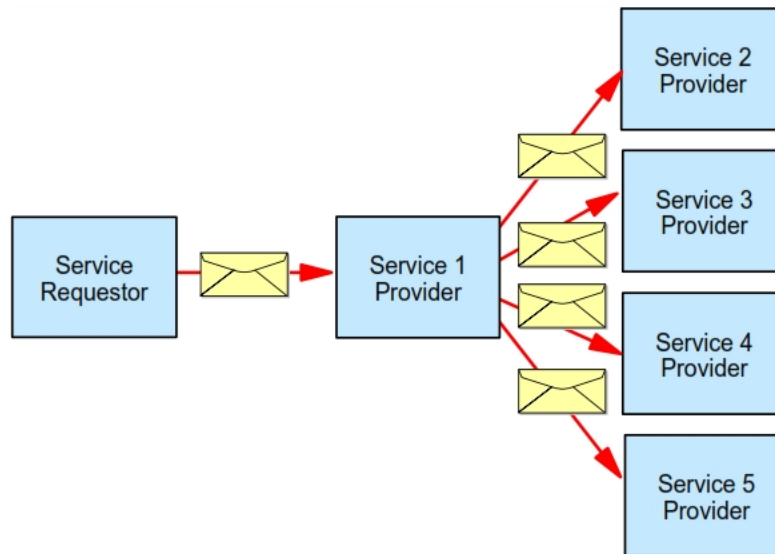 Service
Requestor
Service 1
Provider
Service 2
Provider
Service 3
Provider
Service 4
Provider
Service 5
Provider